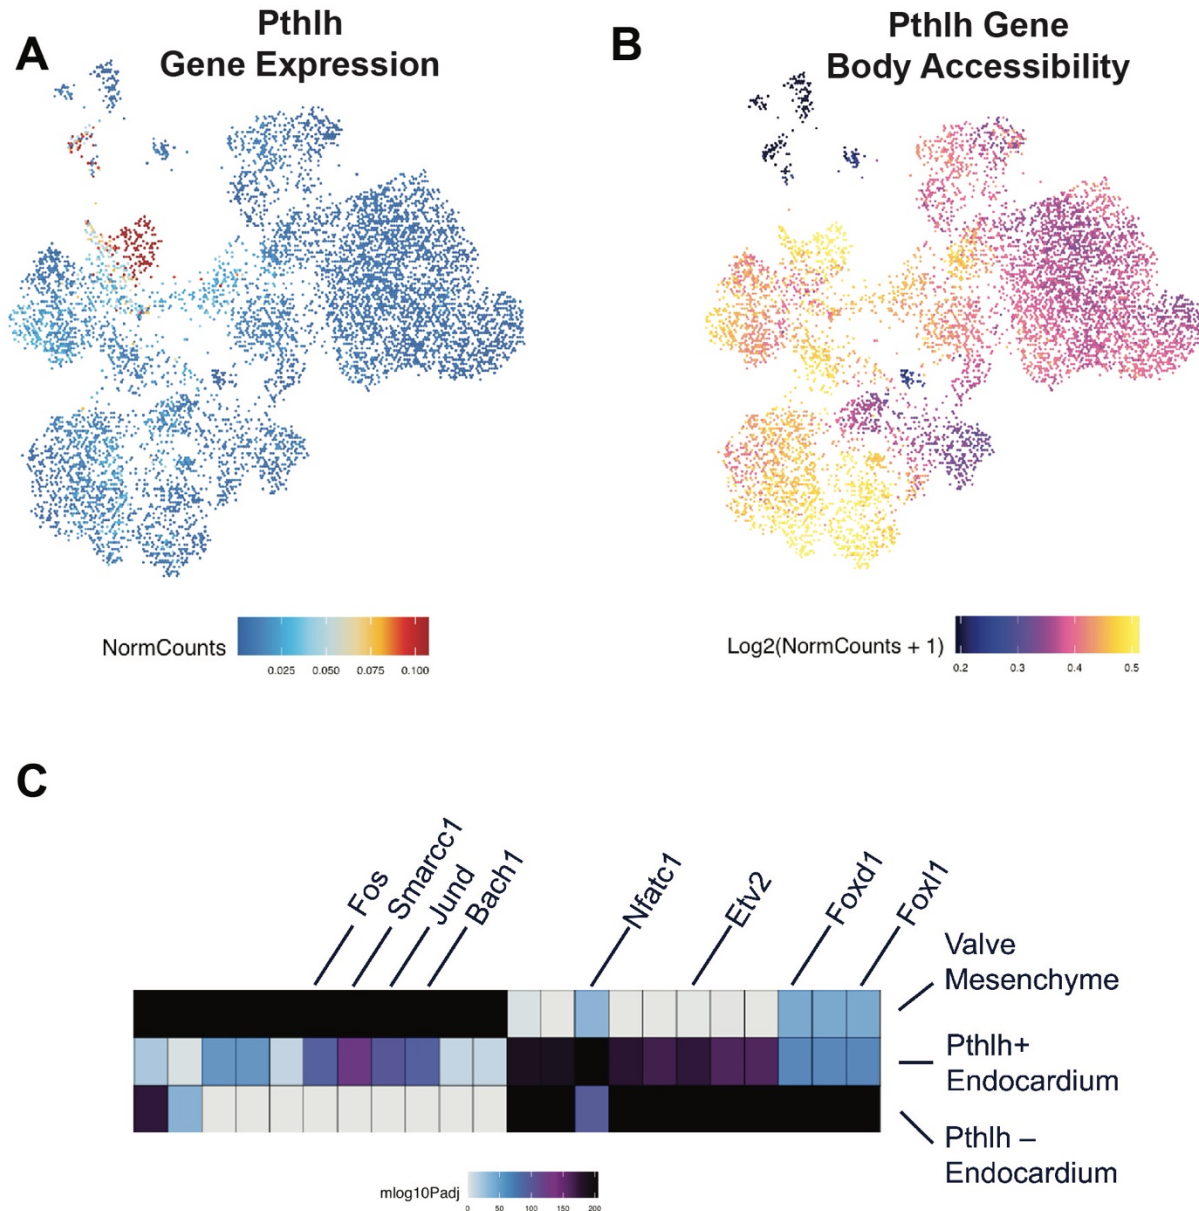 A
Pthlh
Gene Expression
B
Pthlh Gene
Body Accessibility
NormCounts
0.025 0.050 0.075 0.100
Log2(NormCounts + 1)
0.2 0.3 0.4 0.5
C
Fos
Smarcc1
Jund
Bach1
Nfatc1
Etv2
Foxd1
Foxl1
Valve
Mesenchyme
Pthlh+
Endocardium
Pthlh –
Endocardium
mlog10Padj
0 50 100 150 200